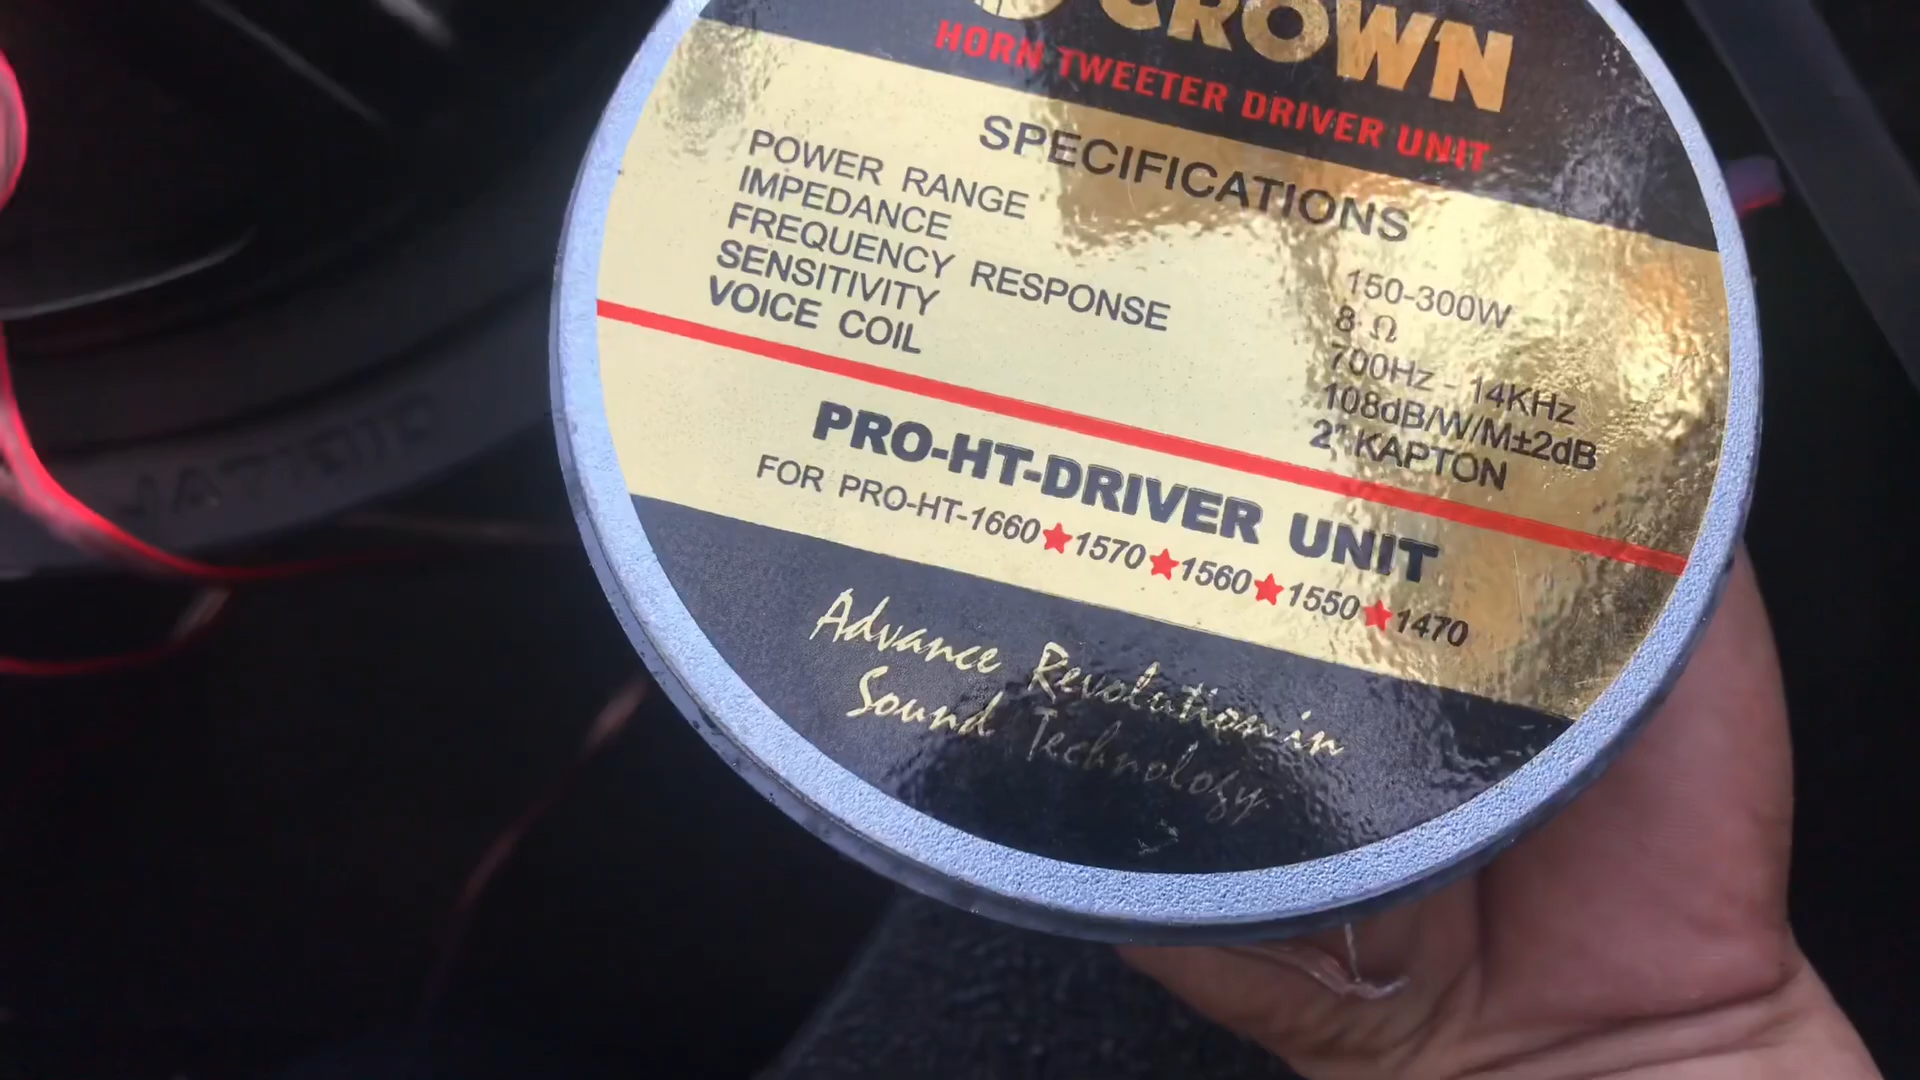 CROWN
HORN TWEETER DRIVER UNIT
SPECIFICATIONS
POWER RANGE 150-300W
IMPEDANCE 8 Ω
FREQUENCY RESPONSE 700Hz - 14KHz
SENSITIVITY 108dB/W/M±2dB
VOICE COIL 2" KAPTON
PRO-HT-DRIVER UNIT
FOR PRO-HT-1660★1570★1560★1550★1470
Advance Revolution in
Sound Technology